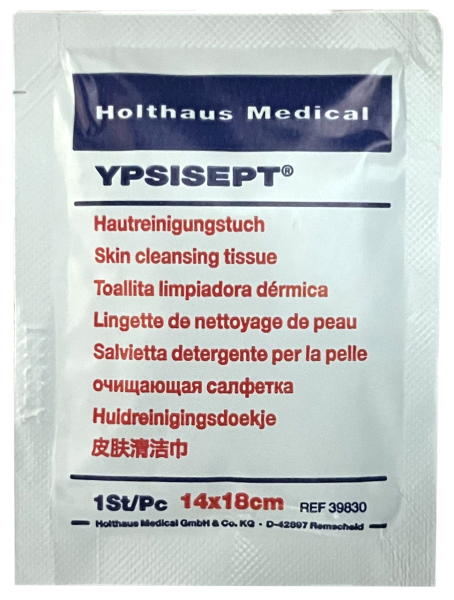 Holthaus Medical
YPSISEPT®
Hautreinigungstuch
Skin cleansing tissue
Toallita limpiadora dérmica
Lingette de nettoyage de peau
Salvietta detergente per la pelle
очищающая салфетка
Huidreinigingsdoekje
皮肤清洁巾
1St/Pc 14x18cm REF 39830
Holthaus Medical GmbH & Co. KG · D-42897 Remscheid